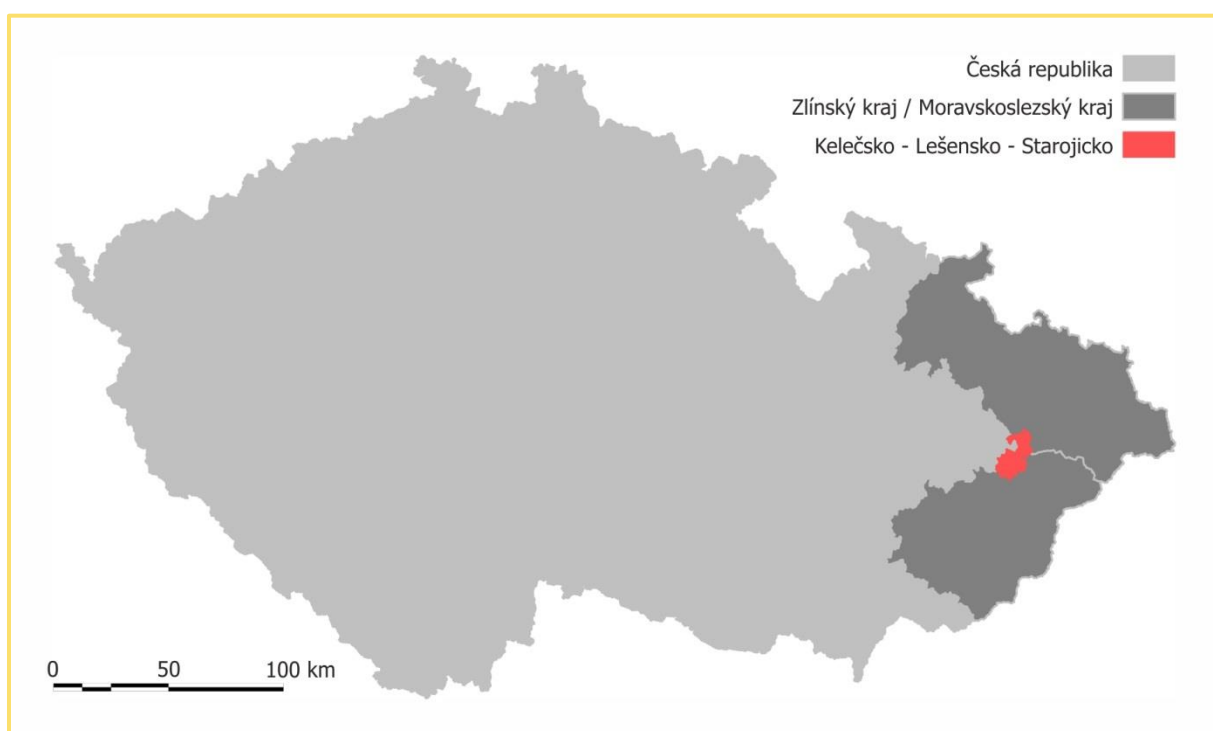 Česká republika
Zlínský kraj / Moravskoslezský kraj
Kelečsko - Lešensko - Starojicko
0 50 100 km